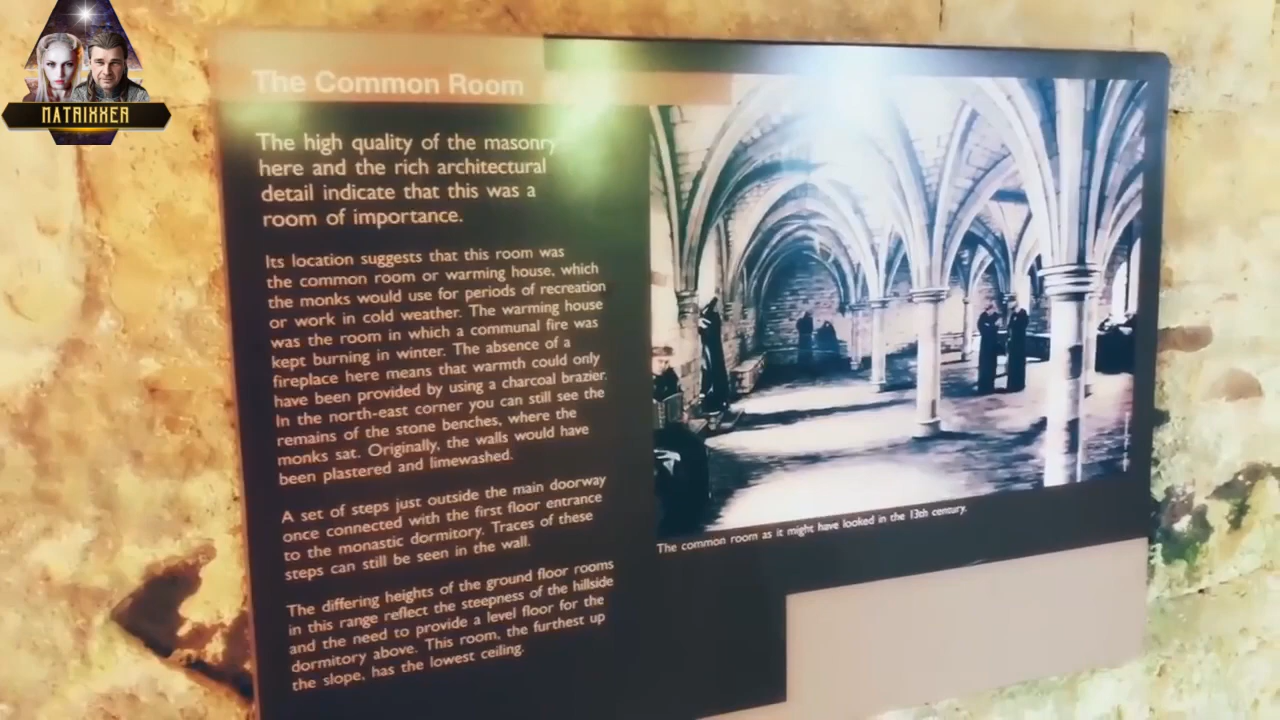 MATRIXXER
The Common Room
The high quality of the masonry
here and the rich architectural
detail indicate that this was a
room of importance.
Its location suggests that this room was
the common room or warming house, which
the monks would use for periods of recreation
or work in cold weather. The warming house
was the room in which a communal fire was
kept burning in winter. The absence of a
fireplace here means that warmth could only
have been provided by using a charcoal brazier.
In the north-east corner you can still see the
remains of the stone benches, where the
monks sat. Originally, the walls would have
been plastered and limewashed.
A set of steps just outside the main doorway
once connected with the first floor entrance
to the monastic dormitory. Traces of these
steps can still be seen in the wall.
The differing heights of the ground floor rooms
in this range reflect the steepness of the hillside
and the need to provide a level floor for the
dormitory above. This room, the furthest up
the slope, has the lowest ceiling.
The common room as it might have looked in the 13th century.